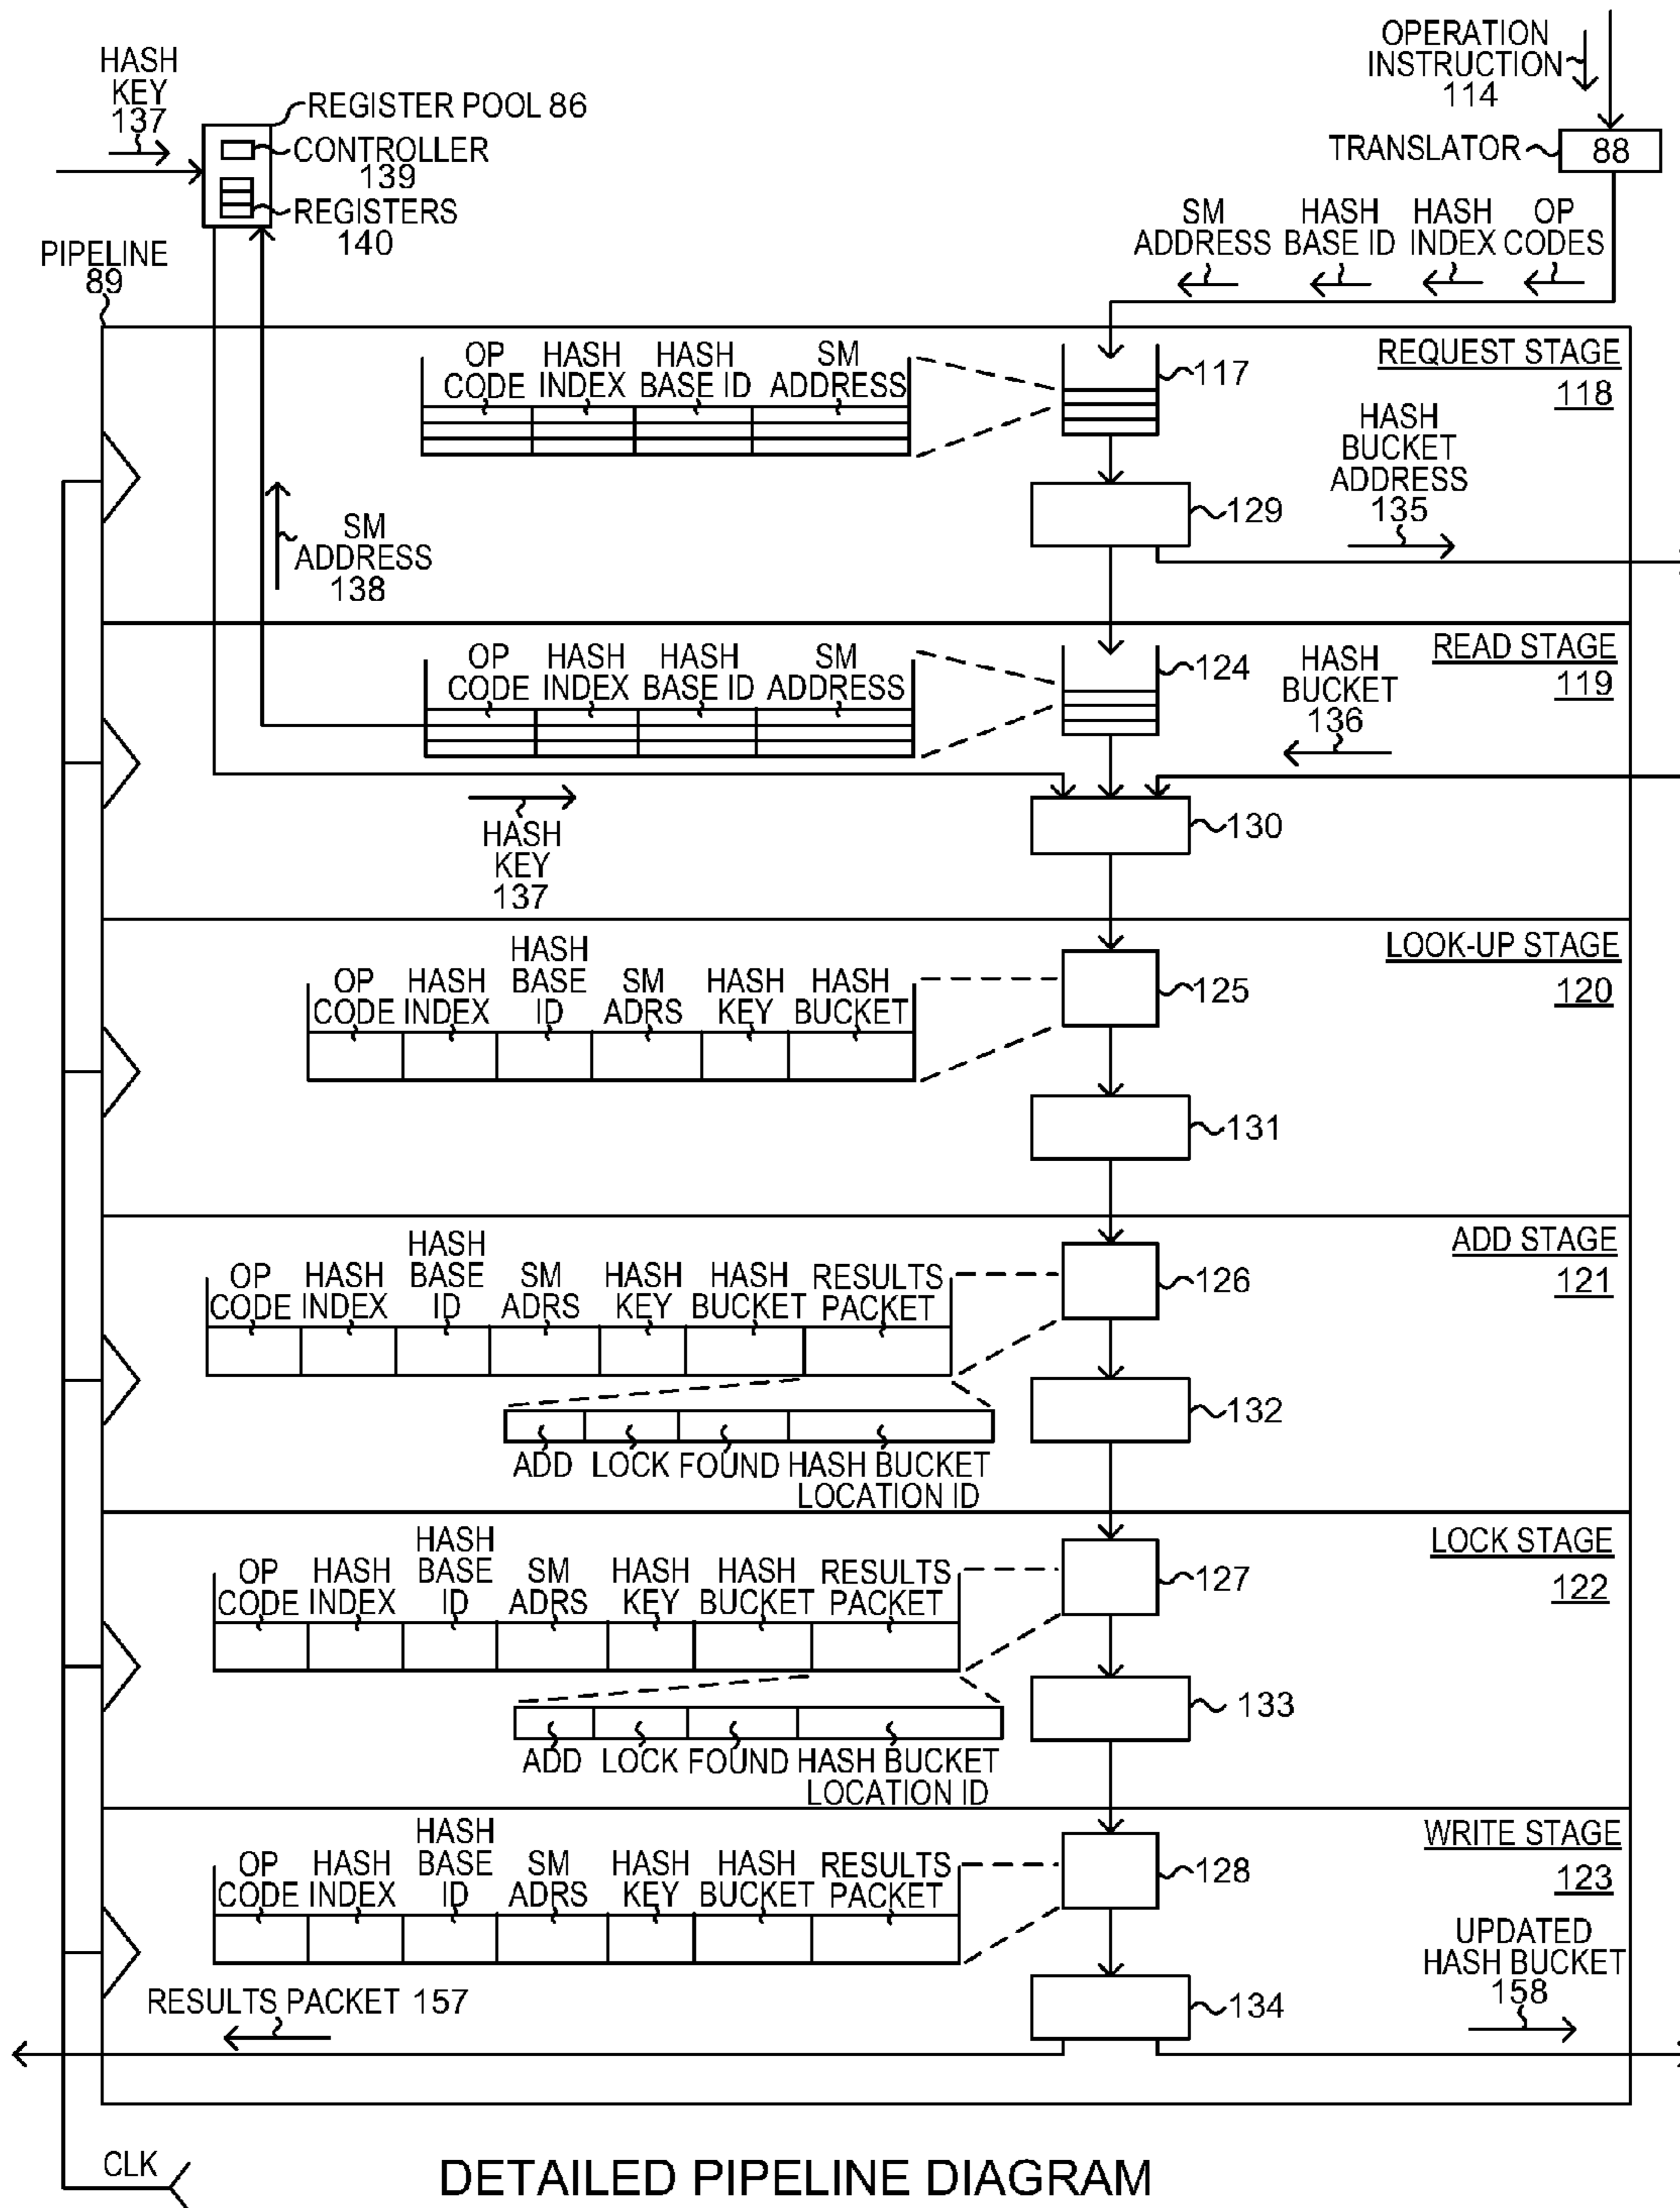 HASH
KEY
137
REGISTER POOL 86
CONTROLLER
139
REGISTERS
140
OPERATION
INSTRUCTION
114
TRANSLATOR
88
SM
ADDRESS
HASH
BASE ID
HASH
INDEX
OP
CODES
PIPELINE
89
REQUEST STAGE
118
OP
CODE
HASH
INDEX
HASH
BASE ID
SM
ADDRESS
117
129
HASH
BUCKET
ADDRESS
135
SM
ADDRESS
138
READ STAGE
119
OP
CODE
HASH
INDEX
HASH
BASE ID
SM
ADDRESS
124
HASH
BUCKET
136
HASH
KEY
137
130
LOOK-UP STAGE
120
OP
CODE
HASH
INDEX
HASH
BASE
ID
SM
ADRS
HASH
KEY
HASH
BUCKET
125
131
ADD STAGE
121
OP
CODE
HASH
INDEX
HASH
BASE
ID
SM
ADRS
HASH
KEY
HASH
BUCKET
RESULTS
PACKET
126
132
ADD
LOCK
FOUND
HASH BUCKET
LOCATION ID
LOCK STAGE
122
OP
CODE
HASH
INDEX
HASH
BASE
ID
SM
ADRS
HASH
KEY
HASH
BUCKET
RESULTS
PACKET
127
133
ADD
LOCK
FOUND
HASH BUCKET
LOCATION ID
WRITE STAGE
123
OP
CODE
HASH
INDEX
HASH
BASE
ID
SM
ADRS
HASH
KEY
HASH
BUCKET
RESULTS
PACKET
128
134
RESULTS PACKET 157
UPDATED
HASH BUCKET
158
CLK
DETAILED PIPELINE DIAGRAM